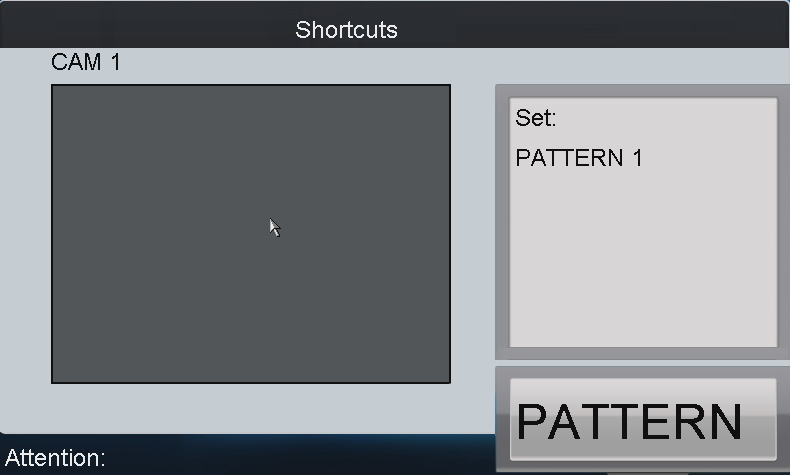 Shortcuts
CAM 1
Set:
PATTERN 1
PATTERN
Attention: